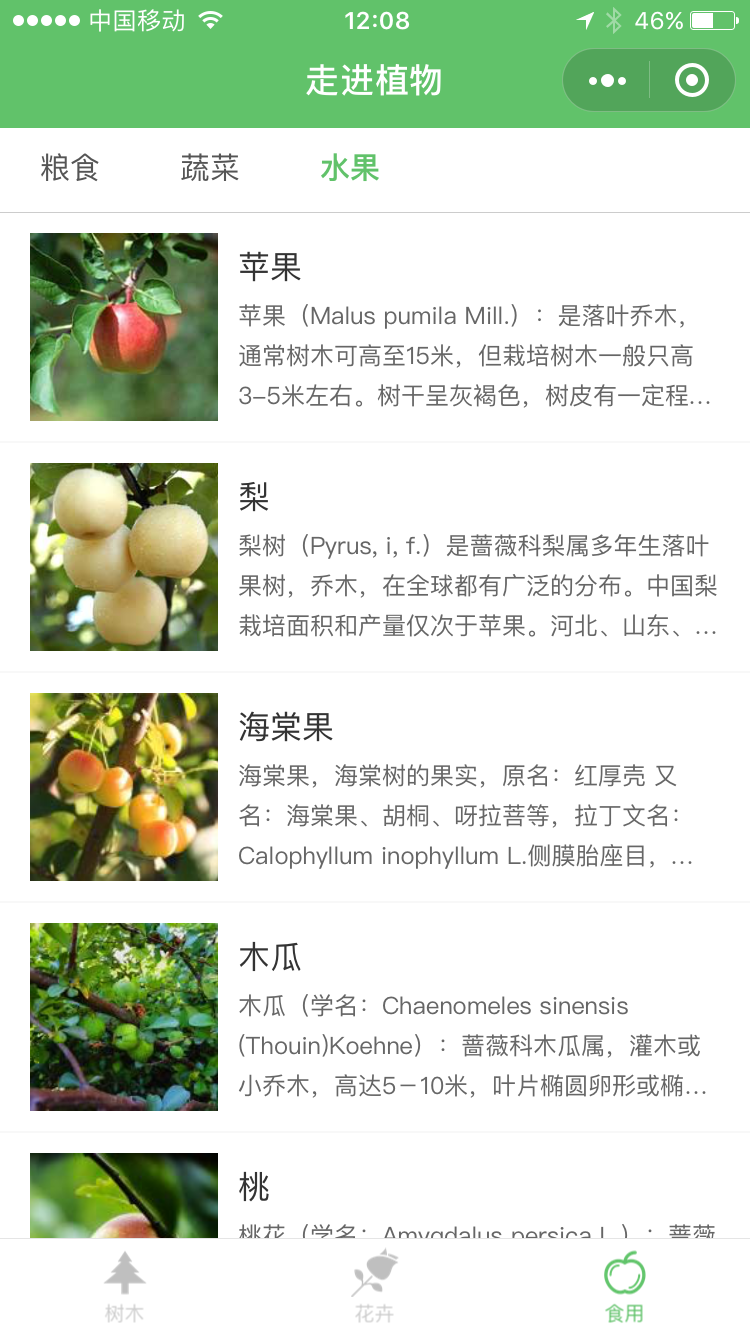 中国移动
12:08
46%
走进植物
粮食
蔬菜
水果
苹果
苹果（Malus pumila Mill.）：是落叶乔木，
通常树木可高至15米，但栽培树木一般只高
3-5米左右。树干呈灰褐色，树皮有一定程...
梨
梨树（Pyrus, i, f.）是蔷薇科梨属多年生落叶
果树，乔木，在全球都有广泛的分布。中国梨
栽培面积和产量仅次于苹果。河北、山东、...
海棠果
海棠果，海棠树的果实，原名：红厚壳 又
名：海棠果、胡桐、呀拉菩等，拉丁文名：
Calophyllum inophyllum L.侧膜胎座目，...
木瓜
木瓜（学名：Chaenomeles sinensis
(Thouin)Koehne）：蔷薇科木瓜属，灌木或
小乔木，高达5－10米，叶片椭圆卵形或椭...
桃
桃花（学名：Amygdalus persica L.）：蔷薇
树木
花卉
食用